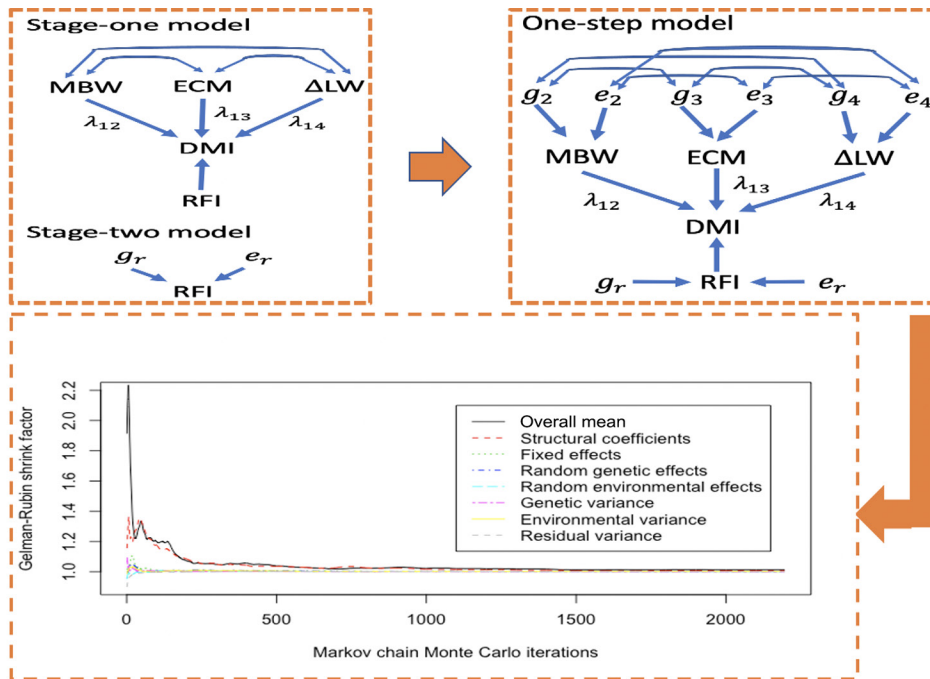 Stage-one model
MBW ECM ΔLW
λ12 λ13 λ14
DMI
RFI
Stage-two model
gr er
RFI
One-step model
g2 e2 g3 e3 g4 e4
MBW ECM ΔLW
λ12 λ13 λ14
DMI
gr RFI er
Gelman-Rubin shrink factor
2.2
2.0
1.8
1.6
1.4
1.2
1.0
Overall mean
Structural coefficients
Fixed effects
Random genetic effects
Random environmental effects
Genetic variance
Environmental variance
Residual variance
0 500 1000 1500 2000
Markov chain Monte Carlo iterations